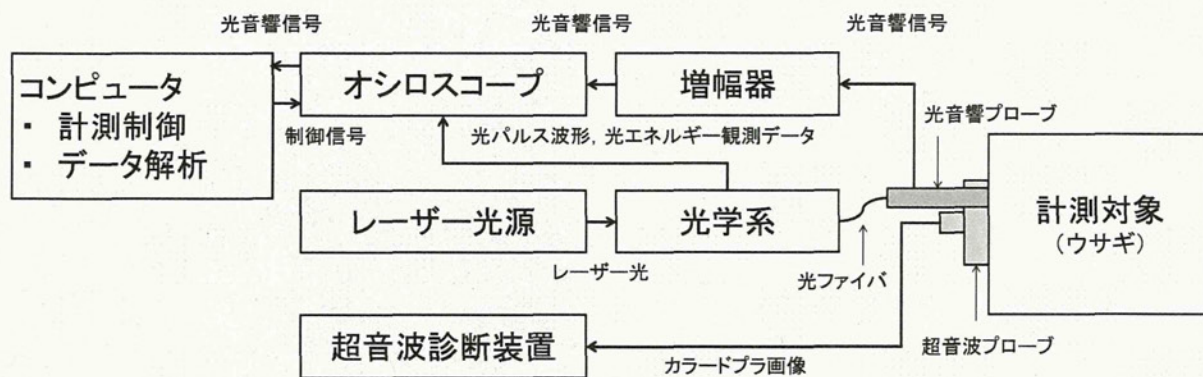 光音響信号
光音響信号
光音響信号
コンピュータ
・ 計測制御
・ データ解析
オシロスコープ
増幅器
光音響プローブ
制御信号
光パルス波形, 光エネルギー観測データ
レーザー光源
光学系
計測対象
(ウサギ)
レーザー光
光ファイバ
超音波診断装置
カラードプラ画像
超音波プローブ